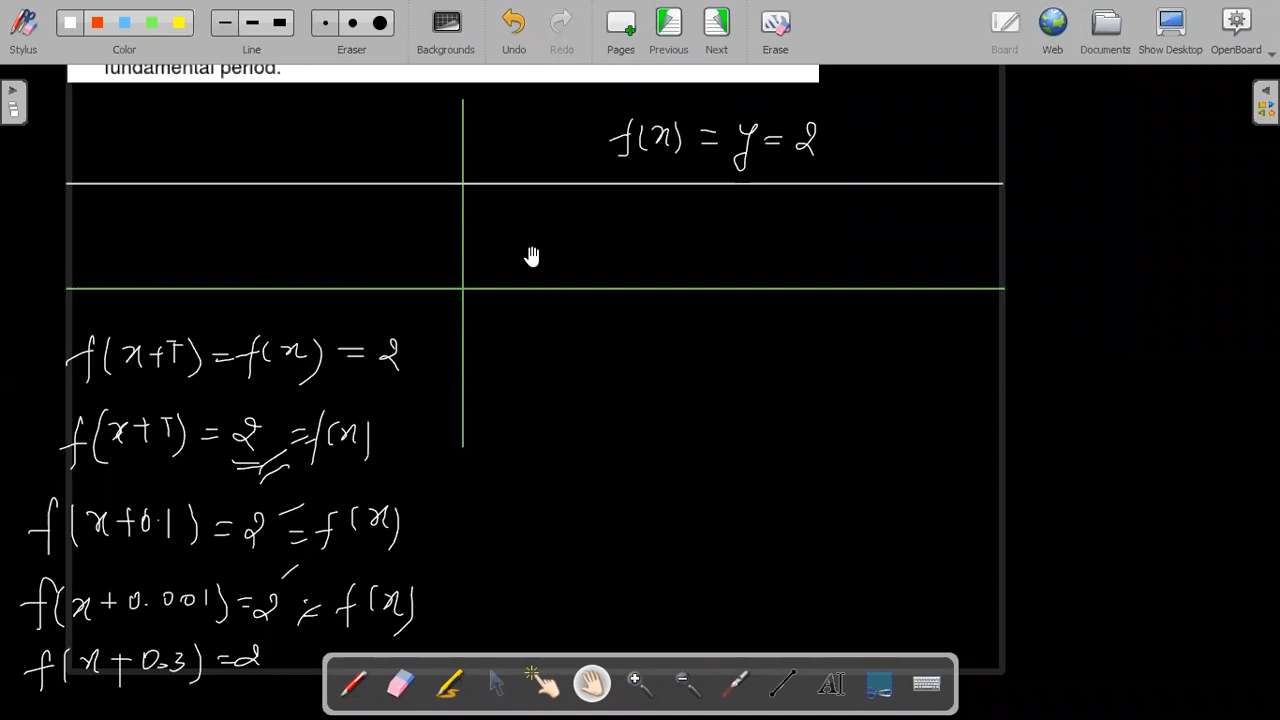 Stylus Color Line Eraser Backgrounds Undo Redo Pages Previous Next Erase Board Web Documents Show Desktop OpenBoard
fundamental period.
f(x) = y = 2
f(x+T) = f(x) = 2
f(x+T) = 2 = f(x)
f(x+0.1) = 2 = f(x)
f(x+0.001) = 2 = f(x)
f(x+0.3) = 2
AI